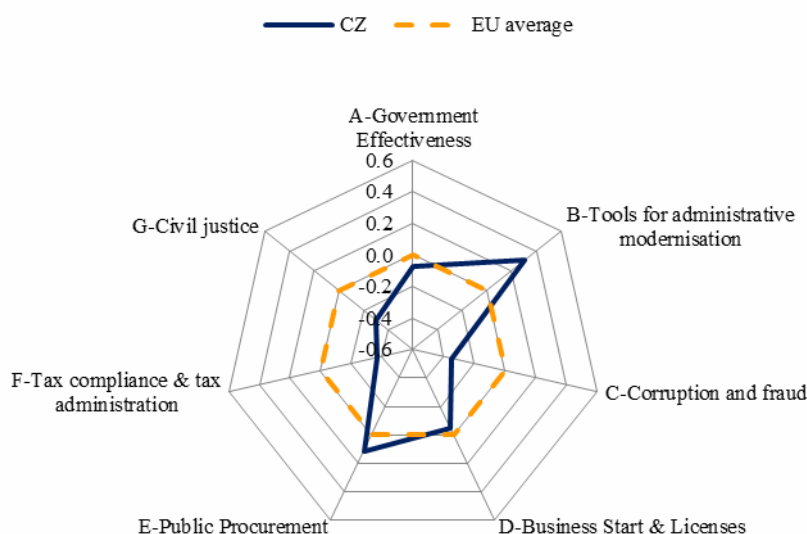 CZ
EU average
A-Government
Effectiveness
0.6
0.4
0.2
0.0
-0.2
-0.4
-0.6
B-Tools for administrative
modernisation
C-Corruption and fraud
D-Business Start & Licenses
E-Public Procurement
F-Tax compliance & tax
administration
G-Civil justice